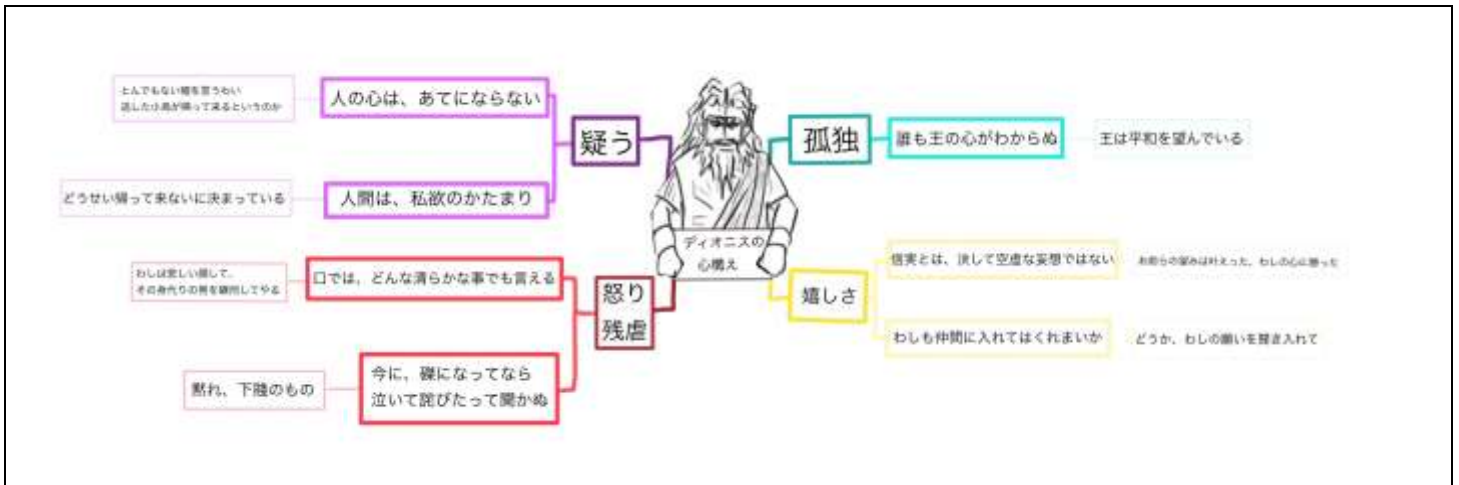 とんでもない嘘を言うわい
逃した小鳥が帰って来るというのか
人の心は、あてにならない
疑う
どうせい帰って来ないに決まっている
人間は、私欲のかたまり
わしは悲しい顔して、
その身代りの男を磔刑してやる
口では、どんな清らかな事でも言える
怒り
残虐
黙れ、下賤のもの
今に、磔になってなら
泣いて詫びたって聞かぬ
ディオニスの
心構え
孤独
誰も王の心がわからぬ
王は平和を望んでいる
嬉しさ
信実とは、決して空虚な妄想ではない
お前らの望みは叶えった、わしの心に勝った
わしも仲間に入れてはくれまいか
どうか、わしの願いを聞き入れて